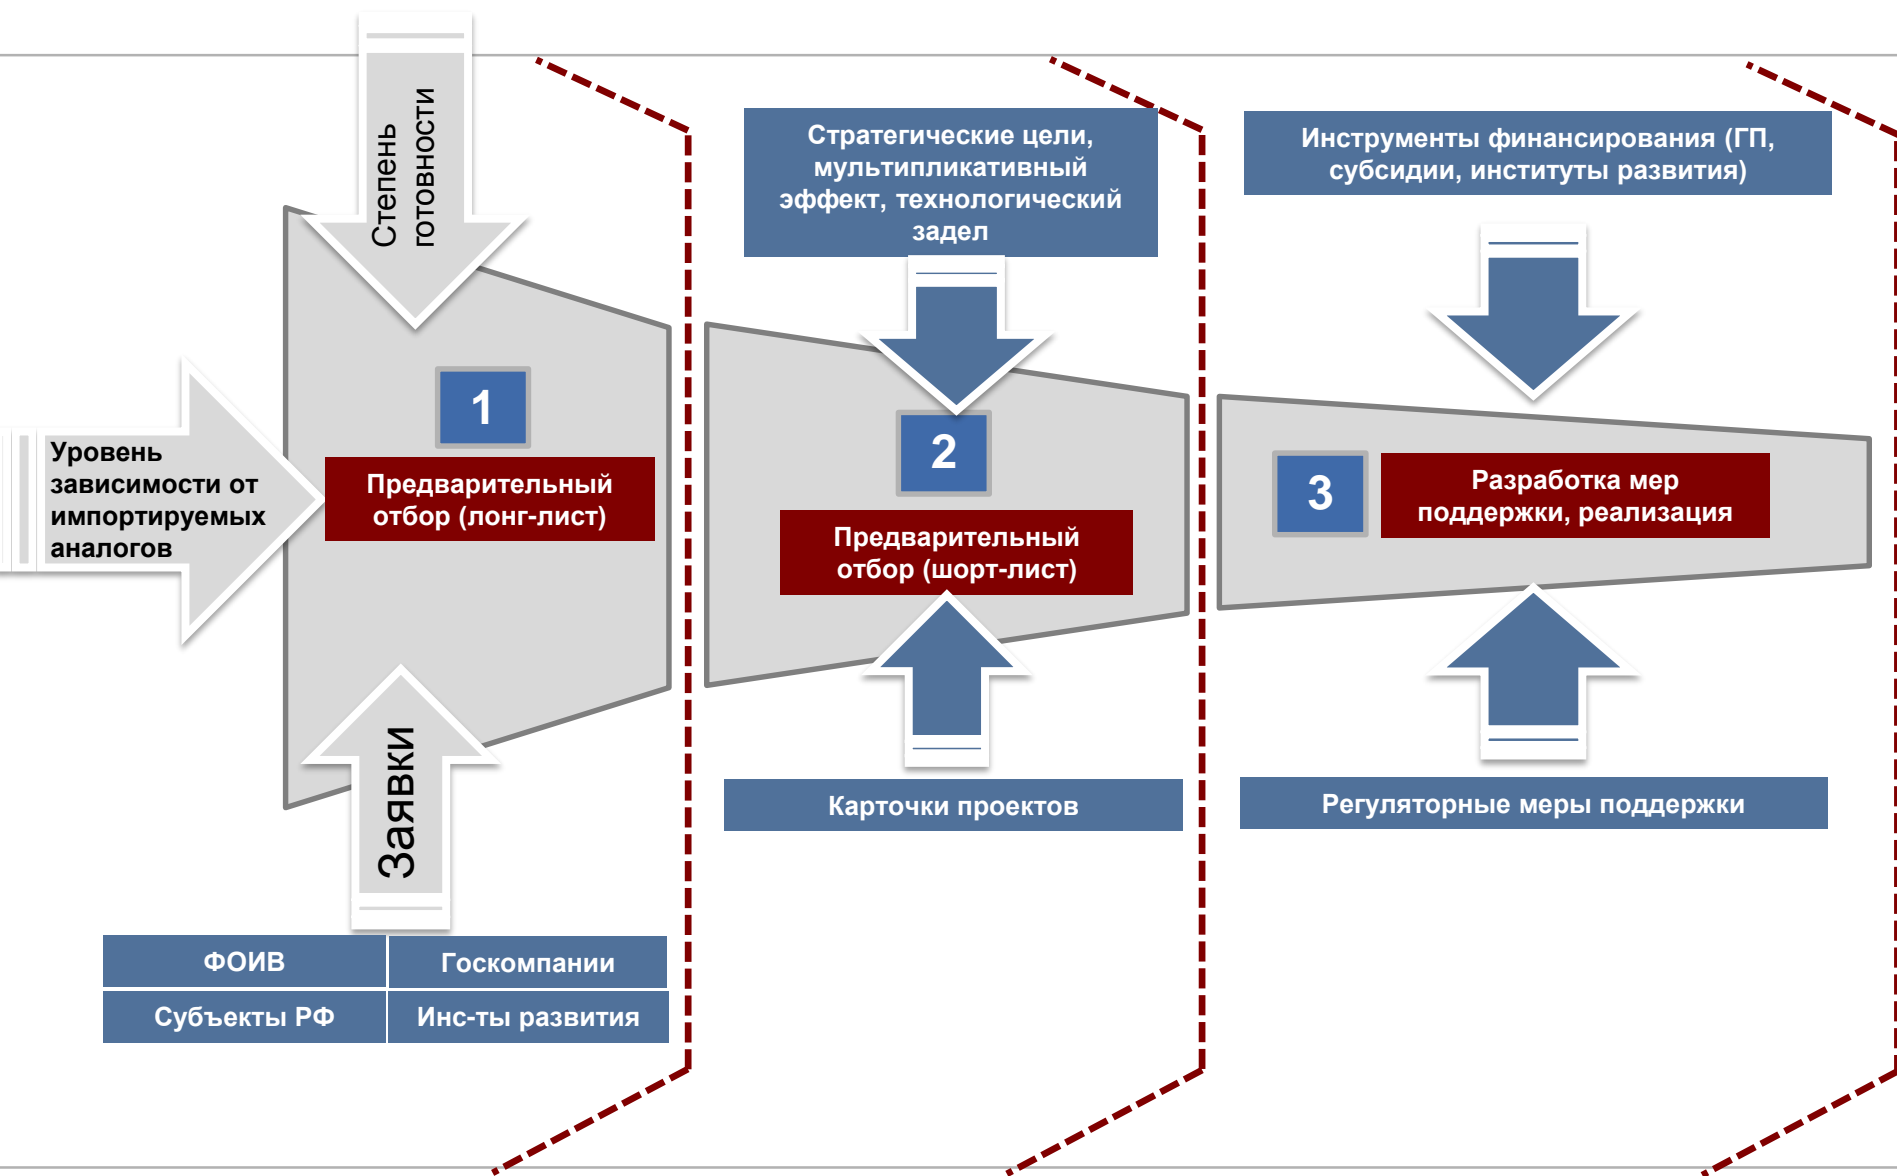 Степень
готовности
Уровень
зависимости от
импортируемых
аналогов
1
Предварительный
отбор (лонг-лист)
Заявки
ФОИВ
Госкомпании
Субъекты РФ
Инс-ты развития
Стратегические цели,
мультипликативный
эффект, технологический
задел
2
Предварительный
отбор (шорт-лист)
Карточки проектов
Инструменты финансирования (ГП,
субсидии, институты развития)
3
Разработка мер
поддержки, реализация
Регуляторные меры поддержки